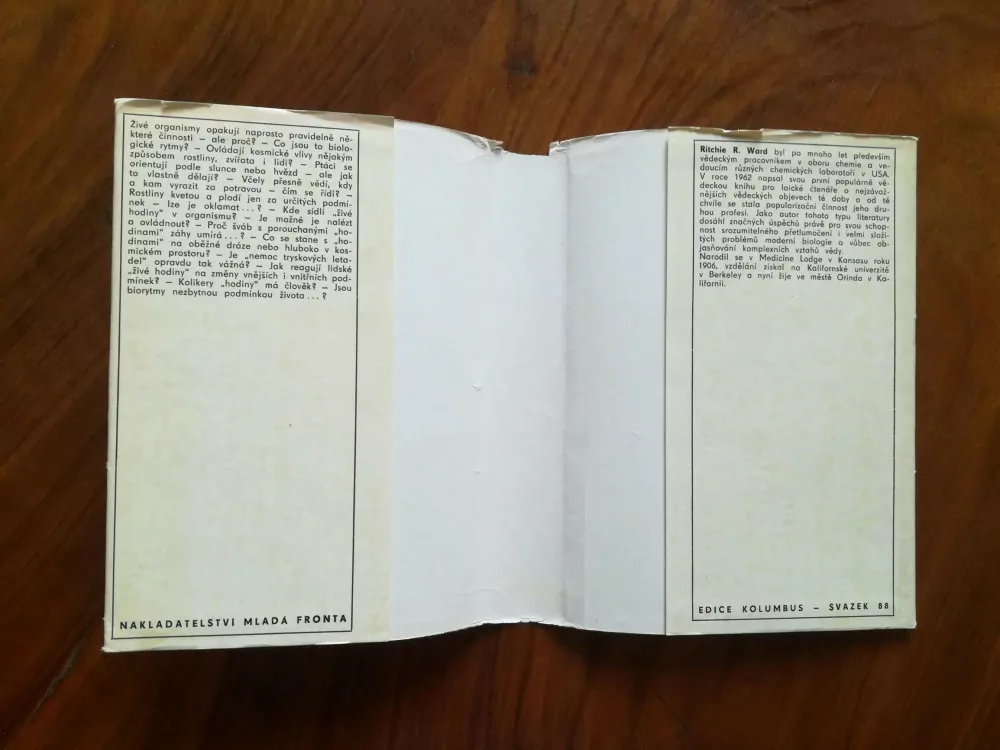 Živé organismy opakují naprosto pravidelně ně-
které činnosti – ale proč? – Co jsou to biolo-
gické rytmy? – Ovládají kosmické vlivy nějakým
způsobem rostliny, zvířata i lidi? – Ptáci se
orientují podle slunce nebo hvězd – ale jak
to vlastně dělají? – Včely přesně vědí, kdy
a kam vyrazit za potravou – čím se řídí? –
Rostliny kvetou a plodí jen za určitých podmí-
nek – lze je oklamat...? – Kde sídlí „živé
hodiny“ v organismu? – Je možné je nalézt
a ovládnout? – Proč šváb s porouchanými „ho-
dinami“ záhy umírá...? – Co se stane s „ho-
dinami“ na oběžné dráze nebo hluboko v kos-
mickém prostoru? – Je „nemoc tryskových leta-
del“ opravdu tak vážná? – Jak reagují lidské
„živé hodiny“ na změny vnějších i vnitřních pod-
mínek? – Kolikery „hodiny“ má člověk? – Jsou
biorytmy nezbytnou podmínkou života...?
NAKLADATELSTVÍ MLADÁ FRONTA
Ritchie R. Ward byl po mnoho let především
vědeckým pracovníkem v oboru chemie a ve-
doucím různých chemických laboratoří v USA.
V roce 1962 napsal svou první populárně vě-
deckou knihu pro laické čtenáře o nejzávaž-
nějších vědeckých objevech té doby a od té
chvíle se stala popularizační činnost jeho dru-
hou profesí. Jako autor tohoto typu literatury
dosáhl značných úspěchů právě pro svou schop-
nost srozumitelného přetlumočení i velmi složi-
tých problémů moderní biologie a vůbec ob-
jasňování komplexních vztahů vědy.
Narodil se v Medicine Lodge v Kansasu roku
1906, vzdělání získal na Kalifornské univerzitě
v Berkeley a nyní žije ve městě Orinda v Ka-
lifornii.
EDICE KOLUMBUS – SVAZEK 88